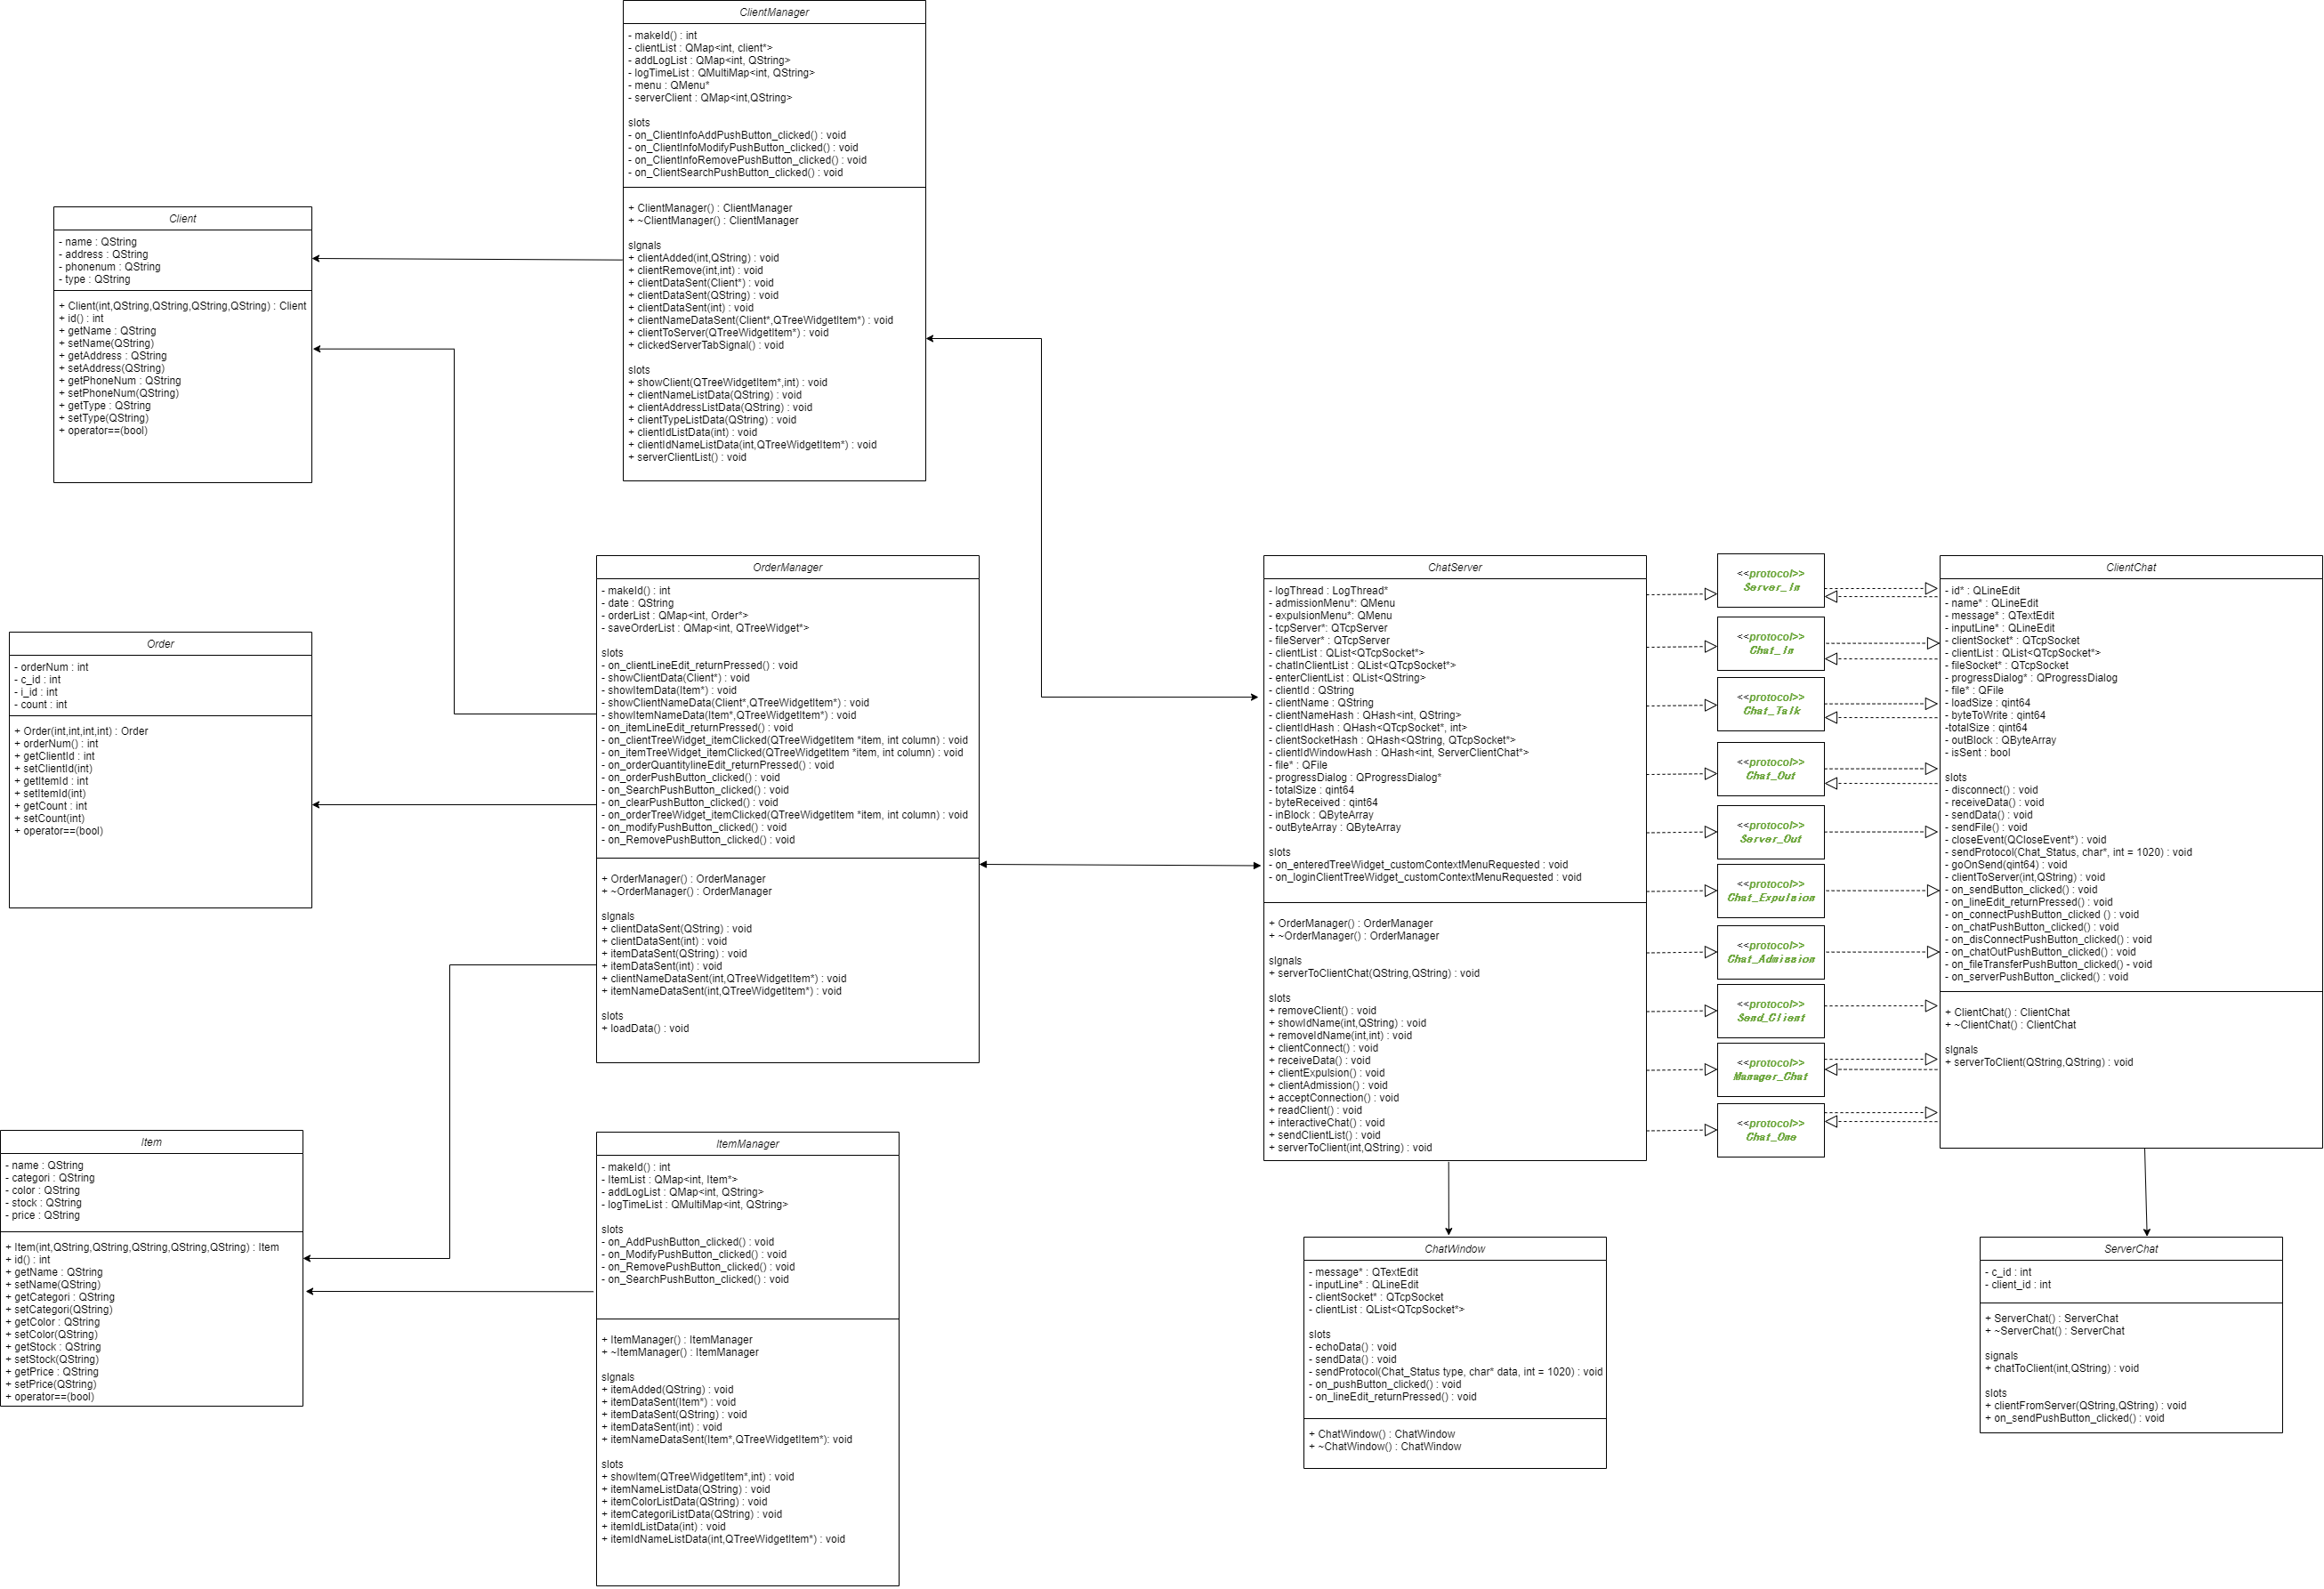 ClientManager
- makeId() : int
- clientList : QMap<int, client*>
- addLogList : QMap<int, QString>
- logTimeList : QMultiMap<int, QString>
- menu : QMenu*
- serverClient : QMap<int,QString>
slots
- on_ClientInfoAddPushButton_clicked() : void
- on_ClientInfoModifyPushButton_clicked() : void
- on_ClientInfoRemovePushButton_clicked() : void
- on_ClientSearchPushButton_clicked() : void
+ ClientManager() : ClientManager
+ ~ClientManager() : ClientManager
sIgnals
+ clientAdded(int,QString) : void
+ clientRemove(int,int) : void
+ clientDataSent(Client*) : void
+ clientDataSent(QString) : void
+ clientDataSent(int) : void
+ clientNameDataSent(Client*,QTreeWidgetItem*) : void
+ clientToServer(QTreeWidgetItem*) : void
+ clickedServerTabSignal() : void
slots
+ showClient(QTreeWidgetItem*,int) : void
+ clientNameListData(QString) : void
+ clientAddressListData(QString) : void
+ clientTypeListData(QString) : void
+ clientIdListData(int) : void
+ clientIdNameListData(int,QTreeWidgetItem*) : void
+ serverClientList() : void
Client
- name : QString
- address : QString
- phonenum : QString
- type : QString
+ Client(int,QString,QString,QString,QString) : Client
+ id() : int
+ getName : QString
+ setName(QString)
+ getAddress : QString
+ setAddress(QString)
+ getPhoneNum : QString
+ setPhoneNum(QString)
+ getType : QString
+ setType(QString)
+ operator==(bool)
Order
- orderNum : int
- c_id : int
- i_id : int
- count : int
+ Order(int,int,int,int) : Order
+ orderNum() : int
+ getClientId : int
+ setClientId(int)
+ getItemId : int
+ setItemId(int)
+ getCount : int
+ setCount(int)
+ operator==(bool)
OrderManager
- makeId() : int
- date : QString
- orderList : QMap<int, Order*>
- saveOrderList : QMap<int, QTreeWidget*>
slots
- on_clientLineEdit_returnPressed() : void
- showClientData(Client*) : void
- showItemData(Item*) : void
- showClientNameData(Client*,QTreeWidgetItem*) : void
- showItemNameData(Item*,QTreeWidgetItem*) : void
- on_itemLineEdit_returnPressed() : void
- on_clientTreeWidget_itemClicked(QTreeWidgetItem *item, int column) : void
- on_itemTreeWidget_itemClicked(QTreeWidgetItem *item, int column) : void
- on_orderQuantitylineEdit_returnPressed() : void
- on_orderPushButton_clicked() : void
- on_SearchPushButton_clicked() : void
- on_clearPushButton_clicked() : void
- on_orderTreeWidget_itemClicked(QTreeWidgetItem *item, int column) : void
- on_modifyPushButton_clicked() : void
- on_RemovePushButton_clicked() : void
+ OrderManager() : OrderManager
+ ~OrderManager() : OrderManager
sIgnals
+ clientDataSent(QString) : void
+ clientDataSent(int) : void
+ itemDataSent(QString) : void
+ itemDataSent(int) : void
+ clientNameDataSent(int,QTreeWidgetItem*) : void
+ itemNameDataSent(int,QTreeWidgetItem*) : void
slots
+ loadData() : void
Item
- name : QString
- categori : QString
- color : QString
- stock : QString
- price : QString
+ Item(int,QString,QString,QString,QString,QString) : Item
+ id() : int
+ getName : QString
+ setName(QString)
+ getCategori : QString
+ setCategori(QString)
+ getColor : QString
+ setColor(QString)
+ getStock : QString
+ setStock(QString)
+ getPrice : QString
+ setPrice(QString)
+ operator==(bool)
ItemManager
- makeId() : int
- ItemList : QMap<int, Item*>
- addLogList : QMap<int, QString>
- logTimeList : QMultiMap<int, QString>
slots
- on_AddPushButton_clicked() : void
- on_ModifyPushButton_clicked() : void
- on_RemovePushButton_clicked() : void
- on_SearchPushButton_clicked() : void
+ ItemManager() : ItemManager
+ ~ItemManager() : ItemManager
sIgnals
+ itemAdded(QString) : void
+ itemDataSent(Item*) : void
+ itemDataSent(QString) : void
+ itemDataSent(int) : void
+ itemNameDataSent(Item*,QTreeWidgetItem*): void
slots
+ showItem(QTreeWidgetItem*,int) : void
+ itemNameListData(QString) : void
+ itemColorListData(QString) : void
+ itemCategoriListData(QString) : void
+ itemIdListData(int) : void
+ itemIdNameListData(int,QTreeWidgetItem*) : void
ChatServer
- logThread : LogThread*
- admissionMenu*: QMenu
- expulsionMenu*: QMenu
- tcpServer*: QTcpServer
- fileServer* : QTcpServer
- clientList : QList<QTcpSocket*>
- chatInClientList : QList<QTcpSocket*>
- enterClientList : QList<QString>
- clientId : QString
- clientName : QString
- clientNameHash : QHash<int, QString>
- clientIdHash : QHash<QTcpSocket*, int>
- clientSocketHash : QHash<QString, QTcpSocket*>
- clientIdWindowHash : QHash<int, ServerClientChat*>
- file* : QFile
- progressDialog : QProgressDialog*
- totalSize : qint64
- byteReceived : qint64
- inBlock : QByteArray
- outByteArray : QByteArray
slots
- on_enteredTreeWidget_customContextMenuRequested : void
- on_loginClientTreeWidget_customContextMenuRequested : void
+ OrderManager() : OrderManager
+ ~OrderManager() : OrderManager
sIgnals
+ serverToClientChat(QString,QString) : void
slots
+ removeClient() : void
+ showIdName(int,QString) : void
+ removeIdName(int,int) : void
+ clientConnect() : void
+ receiveData() : void
+ clientExpulsion() : void
+ clientAdmission() : void
+ acceptConnection() : void
+ readClient() : void
+ interactiveChat() : void
+ sendClientList() : void
+ serverToClient(int,QString) : void
<<protocol>>
Server_In
<<protocol>>
Chat_In
<<protocol>>
Chat_Talk
<<protocol>>
Chat_Out
<<protocol>>
Server_Out
<<protocol>>
Chat_Expulsion
<<protocol>>
Chat_Admission
<<protocol>>
Send_Client
<<protocol>>
Manager_Chat
<<protocol>>
Chat_One
ClientChat
- id* : QLineEdit
- name* : QLineEdit
- message* : QTextEdit
- inputLine* : QLineEdit
- clientSocket* : QTcpSocket
- clientList : QList<QTcpSocket*>
- fileSocket* : QTcpSocket
- progressDialog* : QProgressDialog
- file* : QFile
- loadSize : qint64
- byteToWrite : qint64
-totalSize : qint64
- outBlock : QByteArray
- isSent : bool
slots
- disconnect() : void
- receiveData() : void
- sendData() : void
- sendFile() : void
- closeEvent(QCloseEvent*) : void
- sendProtocol(Chat_Status, char*, int = 1020) : void
- goOnSend(qint64) : void
- clientToServer(int,QString) : void
- on_sendButton_clicked() : void
- on_lineEdit_returnPressed() : void
- on_connectPushButton_clicked () : void
- on_chatPushButton_clicked() : void
- on_disConnectPushButton_clicked() : void
- on_chatOutPushButton_clicked() : void
- on_fileTransferPushButton_clicked() - void
- on_serverPushButton_clicked() : void
+ ClientChat() : ClientChat
+ ~ClientChat() : ClientChat
sIgnals
+ serverToClient(QString,QString) : void
ChatWindow
- message* : QTextEdit
- inputLine* : QLineEdit
- clientSocket* : QTcpSocket
- clientList : QList<QTcpSocket*>
slots
- echoData() : void
- sendData() : void
- sendProtocol(Chat_Status type, char* data, int = 1020) : void
- on_pushButton_clicked() : void
- on_lineEdit_returnPressed() : void
+ ChatWindow() : ChatWindow
+ ~ChatWindow() : ChatWindow
ServerChat
- c_id : int
- client_id : int
+ ServerChat() : ServerChat
+ ~ServerChat() : ServerChat
signals
+ chatToClient(int,QString) : void
slots
+ clientFromServer(QString,QString) : void
+ on_sendPushButton_clicked() : void